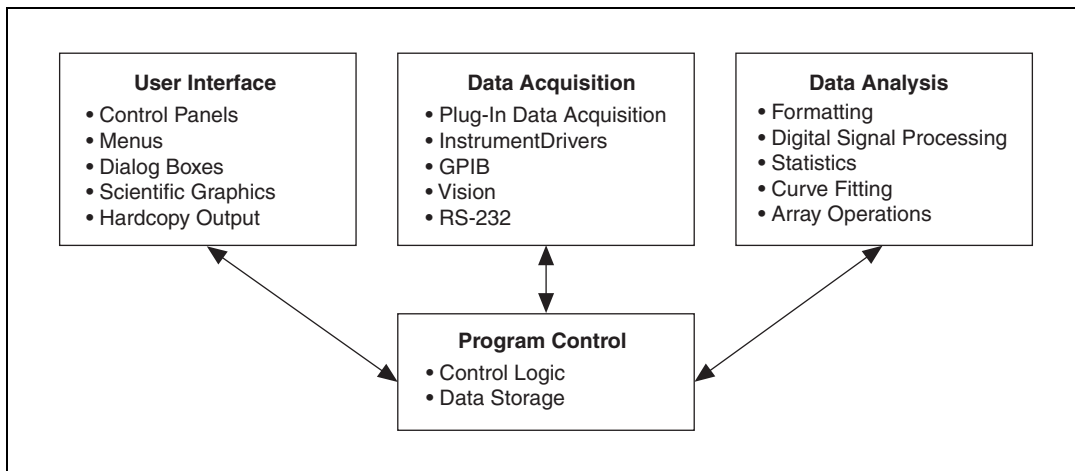 User Interface
• Control Panels
• Menus
• Dialog Boxes
• Scientific Graphics
• Hardcopy Output
Data Acquisition
• Plug-In Data Acquisition
• InstrumentDrivers
• GPIB
• Vision
• RS-232
Data Analysis
• Formatting
• Digital Signal Processing
• Statistics
• Curve Fitting
• Array Operations
Program Control
• Control Logic
• Data Storage